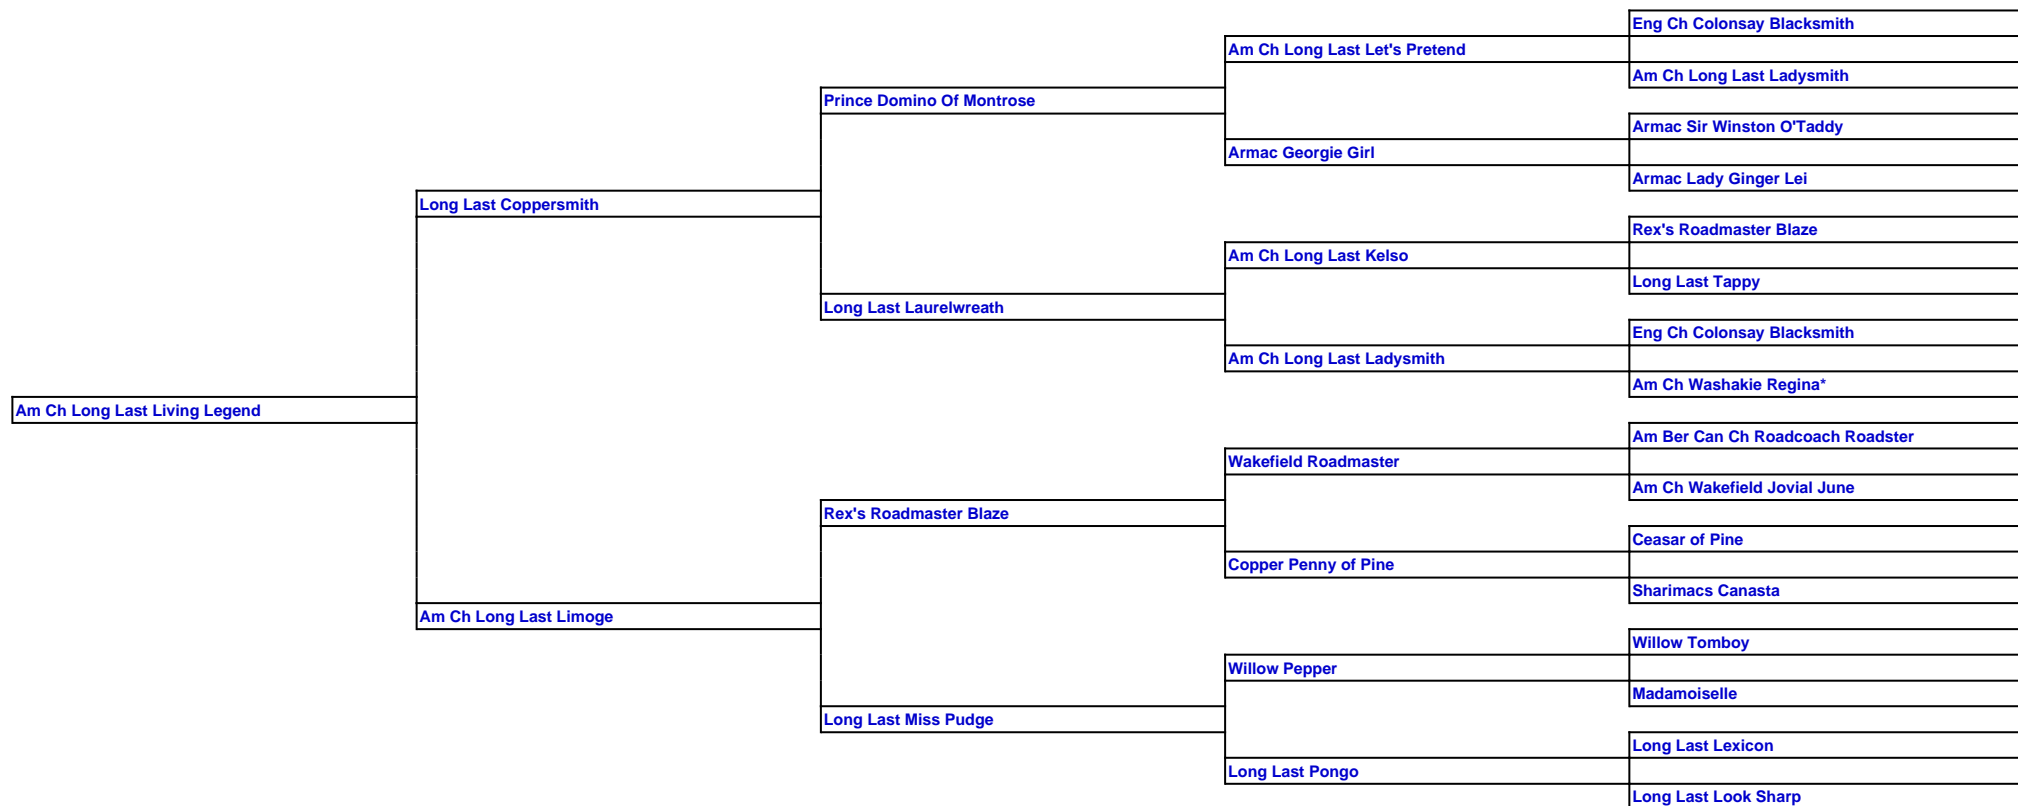 Eng Ch Colonsay Blacksmith
Am Ch Long Last Let's Pretend
Am Ch Long Last Ladysmith
Prince Domino Of Montrose
Armac Sir Winston O'Taddy
Armac Georgie Girl
Armac Lady Ginger Lei
Long Last Coppersmith
Rex's Roadmaster Blaze
Am Ch Long Last Kelso
Long Last Tappy
Long Last Laurelwreath
Eng Ch Colonsay Blacksmith
Am Ch Long Last Ladysmith
Am Ch Washakie Regina*
Am Ch Long Last Living Legend
Am Ber Can Ch Roadcoach Roadster
Wakefield Roadmaster
Am Ch Wakefield Jovial June
Rex's Roadmaster Blaze
Ceasar of Pine
Copper Penny of Pine
Sharimacs Canasta
Am Ch Long Last Limoge
Willow Tomboy
Willow Pepper
Madamoiselle
Long Last Miss Pudge
Long Last Lexicon
Long Last Pongo
Long Last Look Sharp